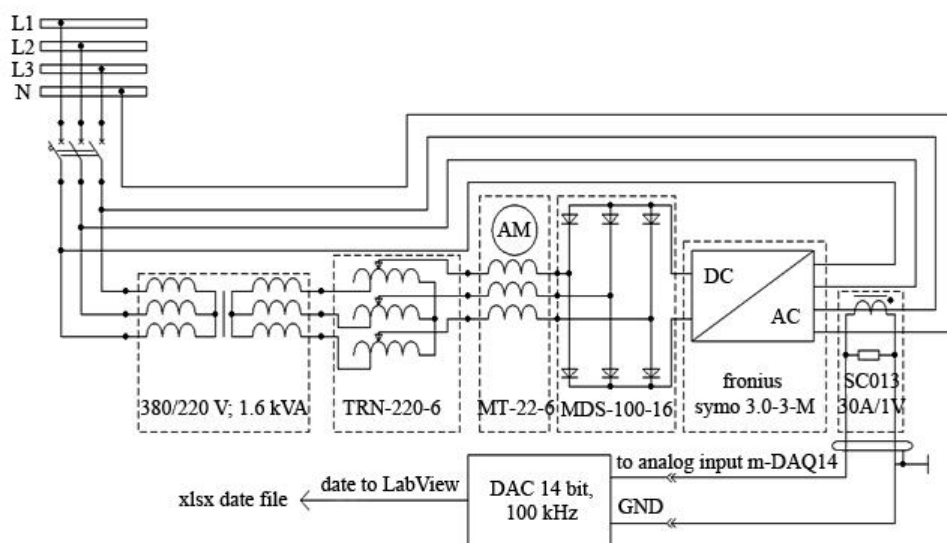 L1
L2
L3
N
AM
DC
AC
380/220 V; 1.6 kVA
TRN-220-6
MT-22-6
MDS-100-16
fronius
symo 3.0-3-M
SC013
30A/1V
to analog input m-DAQ14
GND
DAC 14 bit,
100 kHz
date to LabView
xlsx date file